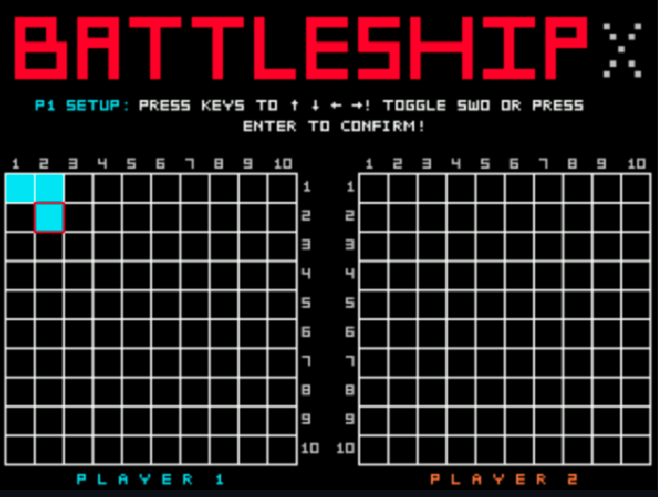 BATTLESHIP X
P1 SETUP: PRESS KEYS TO ↑ ↓ ← →! TOGGLE SWO OR PRESS
ENTER TO CONFIRM!
1 2 3 4 5 6 7 8 9 10 1 2 3 4 5 6 7 8 9 10
1 1
2 2
3 3
4 4
5 5
6 6
7 7
8 8
9 9
10 10
PLAYER 1 PLAYER 2